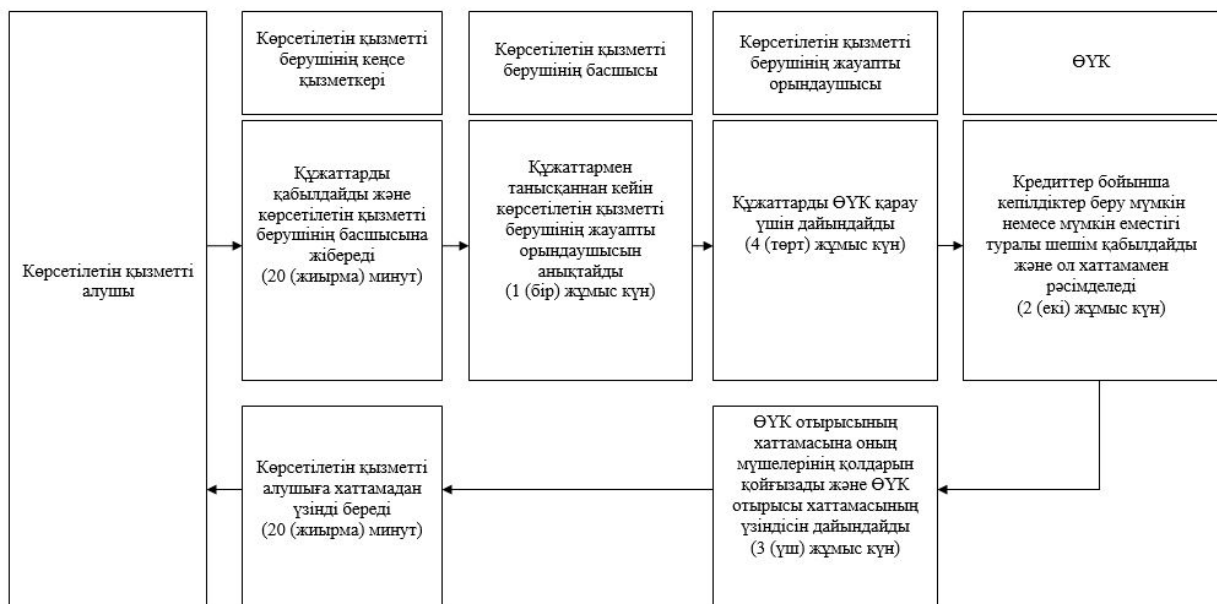 Көрсетілетін қызметті
берушінің кеңсе
қызметкері
Көрсетілетін қызметті
берушінің басшысы
Көрсетілетін қызметті
берушінің жауапты
орындаушысы
ӨҮК
Көрсетілетін қызметті
алушы
Құжаттарды
қабылдайды және
көрсетілетін қызметті
берушінің басшысына
жібереді
(20 (жиырма) минут)
Құжаттармен
танысқаннан кейін
көрсетілетін қызметті
берушінің жауапты
орындаушысын
анықтайды
(1 (бір) жұмыс күн)
Құжаттарды ӨҮК қарау
үшін дайындайды
(4 (төрт) жұмыс күн)
Кредиттер бойынша
кепілдіктер беру мүмкін
немесе мүмкін еместігі
туралы шешім қабылдайды
және ол хаттамамен
рәсімделеді
(2 (екі) жұмыс күн)
Көрсетілетін қызметті
алушыға хаттамадан
үзінді береді
(20 (жиырма) минут)
ӨҮК отырысының
хаттамасына оның
мүшелерінің қолдарын
қойғызады және ӨҮК
отырысы хаттамасының
үзіндісін дайындайды
(3 (үш) жұмыс күн)